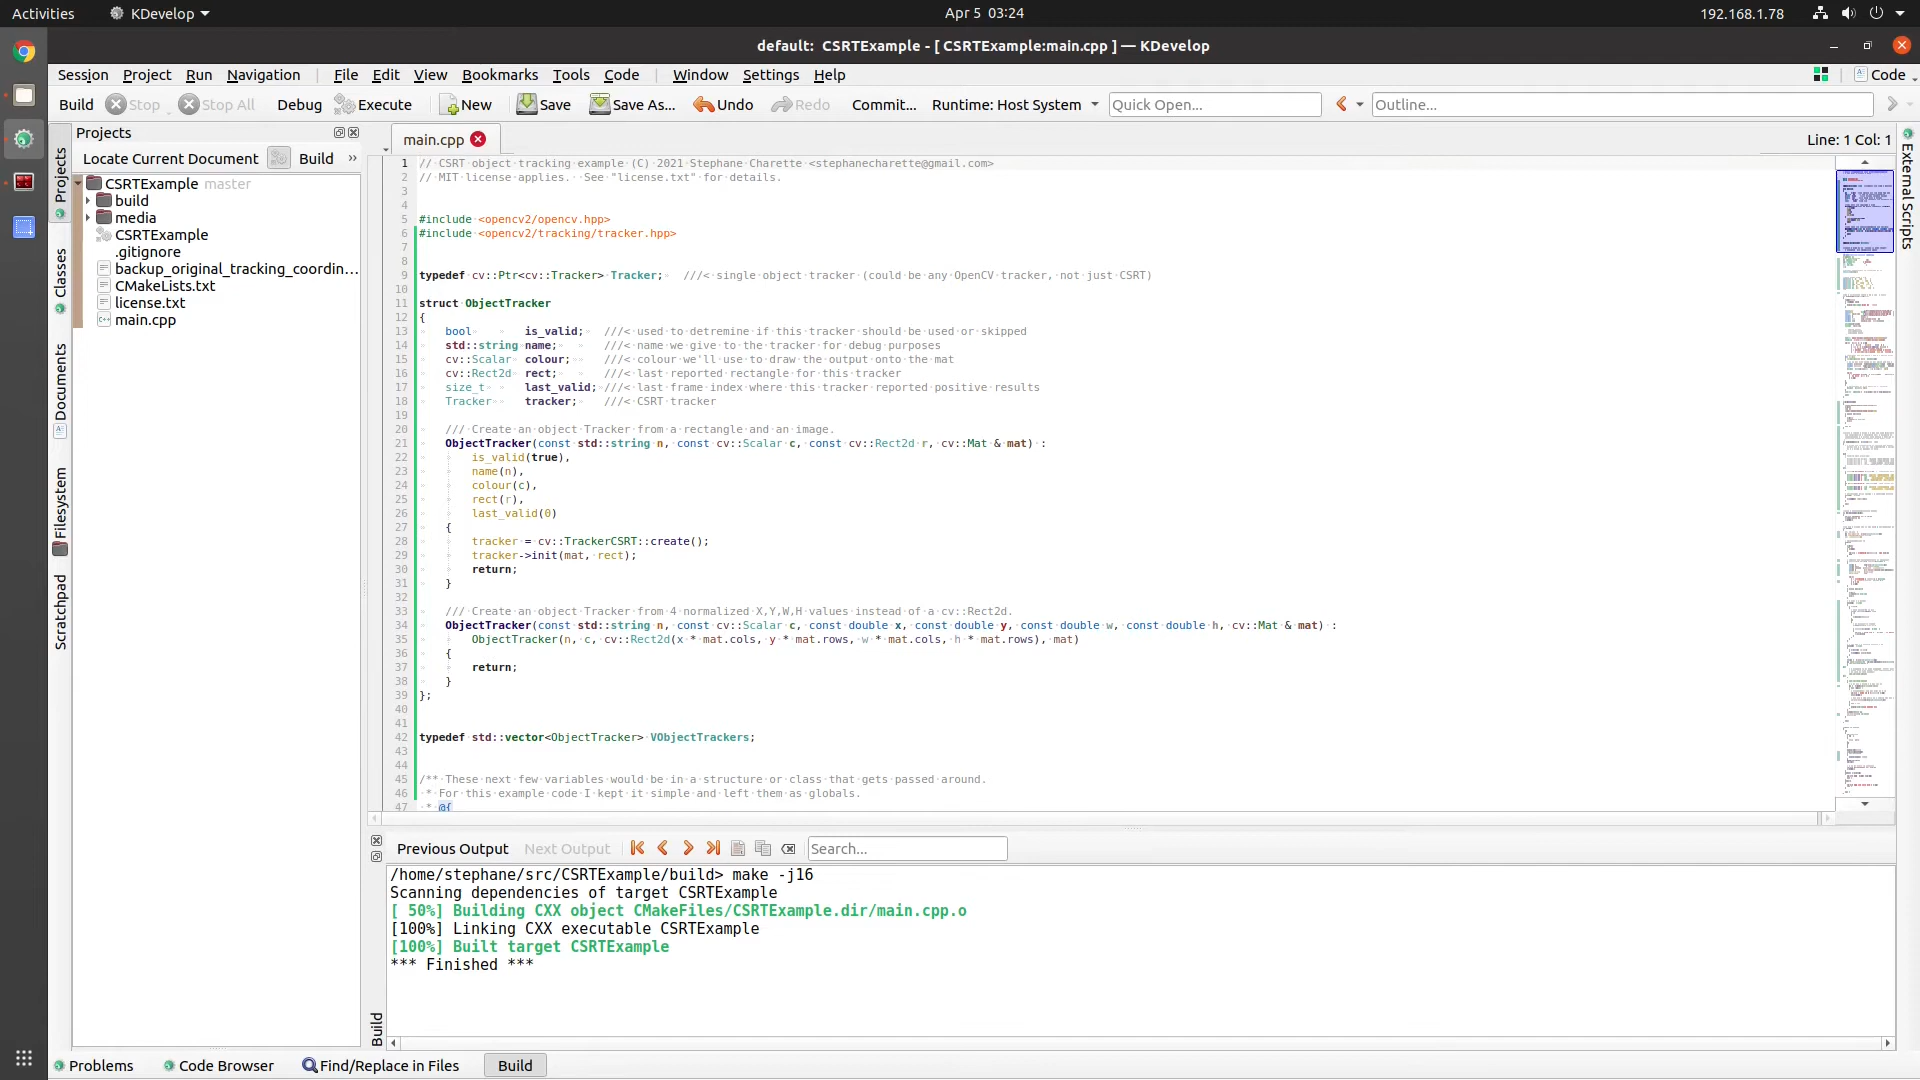 Activities KDevelop Apr 5 03:24 192.168.1.78
default: CSRTExample - [ CSRTExample:main.cpp ] — KDevelop
Session Project Run Navigation File Edit View Bookmarks Tools Code Window Settings Help Code
Build Stop Stop All Debug Execute New Save Save As... Undo Redo Commit... Runtime: Host System Quick Open... Outline...
Projects
Locate Current Document Build »
CSRTExample master
build
media
CSRTExample
.gitignore
backup_original_tracking_coordin...
CMakeLists.txt
license.txt
main.cpp
Projects
Classes
Documents
Filesystem
Scratchpad
main.cpp Line: 1 Col: 1
External Scripts
1 // CSRT object tracking example (C) 2021 Stephane Charette <stephanecharette@gmail.com>
2 // MIT license applies.  See "license.txt" for details.
3
4
5 #include <opencv2/opencv.hpp>
6 #include <opencv2/tracking/tracker.hpp>
7
8
9 typedef cv::Ptr<cv::Tracker> Tracker; ///< single object tracker (could be any OpenCV tracker, not just CSRT)
10
11 struct ObjectTracker
12 {
13 bool is_valid; ///< used to detremine if this tracker should be used or skipped
14 std::string name; ///< name we give to the tracker for debug purposes
15 cv::Scalar colour; ///< colour we'll use to draw the output onto the mat
16 cv::Rect2d rect; ///< last reported rectangle for this tracker
17 size_t last_valid; ///< last frame index where this tracker reported positive results
18 Tracker tracker; ///< CSRT tracker
19
20 /// Create an object Tracker from a rectangle and an image.
21 ObjectTracker(const std::string n, const cv::Scalar c, const cv::Rect2d r, cv::Mat & mat) :
22 is_valid(true),
23 name(n),
24 colour(c),
25 rect(r),
26 last_valid(0)
27 {
28 tracker = cv::TrackerCSRT::create();
29 tracker->init(mat, rect);
30 return;
31 }
32
33 /// Create an object Tracker from 4 normalized X,Y,W,H values instead of a cv::Rect2d.
34 ObjectTracker(const std::string n, const cv::Scalar c, const double x, const double y, const double w, const double h, cv::Mat & mat) :
35 ObjectTracker(n, c, cv::Rect2d(x * mat.cols, y * mat.rows, w * mat.cols, h * mat.rows), mat)
36 {
37 return;
38 }
39 };
40
41
42 typedef std::vector<ObjectTracker> VObjectTrackers;
43
44
45 /** These next few variables would be in a structure or class that gets passed around.
46 * For this example code I kept it simple and left them as globals.
47 * @{
Previous Output Next Output Search...
/home/stephane/src/CSRTExample/build> make -j16
Scanning dependencies of target CSRTExample
[ 50%] Building CXX object CMakeFiles/CSRTExample.dir/main.cpp.o
[100%] Linking CXX executable CSRTExample
[100%] Built target CSRTExample
*** Finished ***
Build
Problems Code Browser Find/Replace in Files Build